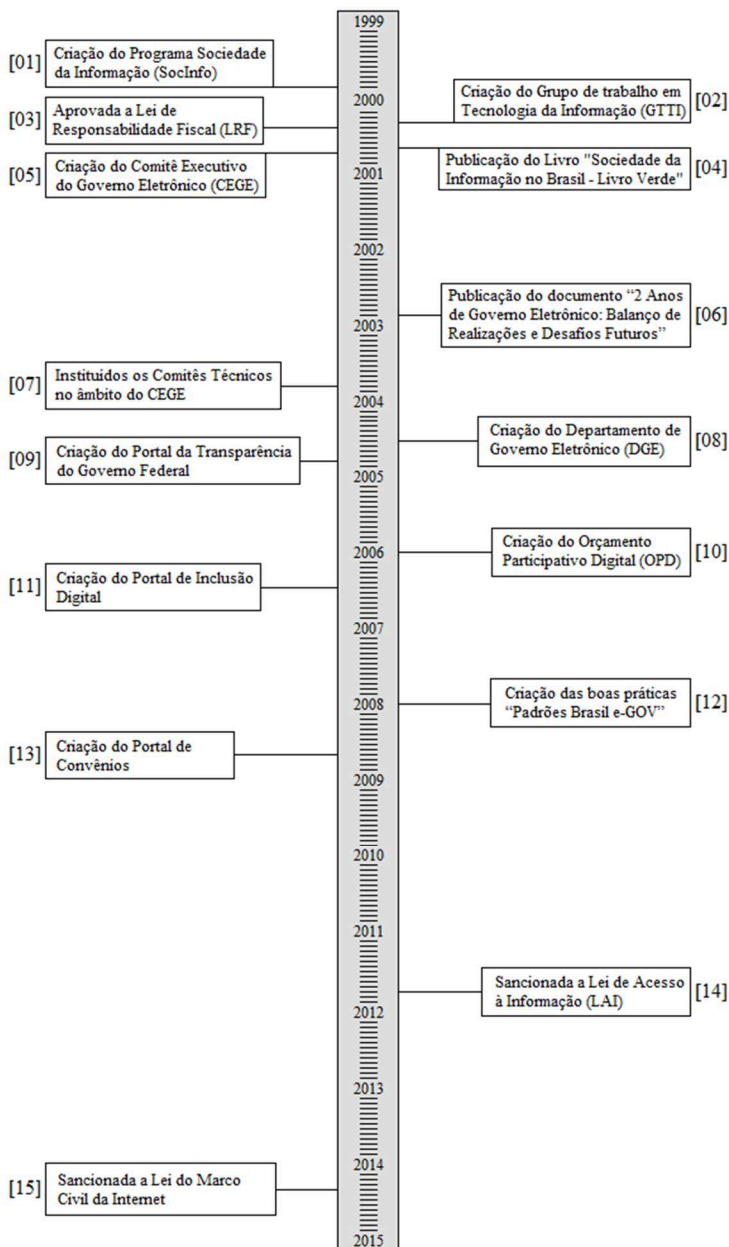 1999
[01]
Criação do Programa Sociedade
da Informação (SocInfo)
2000
Criação do Grupo de trabalho em
Tecnologia da Informação (GTTI)
[02]
[03]
Aprovada a Lei de
Responsabilidade Fiscal (LRF)
Publicação do Livro "Sociedade da
Informação no Brasil - Livro Verde"
[04]
[05]
Criação do Comitê Executivo
do Governo Eletrônico (CEGE)
2001
2002
Publicação do documento “2 Anos
de Governo Eletrônico: Balanço de
Realizações e Desafios Futuros”
[06]
2003
[07]
Instituídos os Comitês Técnicos
no âmbito do CEGE
2004
Criação do Departamento de
Governo Eletrônico (DGE)
[08]
[09]
Criação do Portal da Transparência
do Governo Federal
2005
Criação do Orçamento
Participativo Digital (OPD)
[10]
2006
[11]
Criação do Portal de Inclusão
Digital
2007
Criação das boas práticas
“Padrões Brasil e-GOV”
[12]
2008
[13]
Criação do Portal de
Convênios
2009
2010
2011
Sancionada a Lei de Acesso
à Informação (LAI)
[14]
2012
2013
2014
[15]
Sancionada a Lei do Marco
Civil da Internet
2015